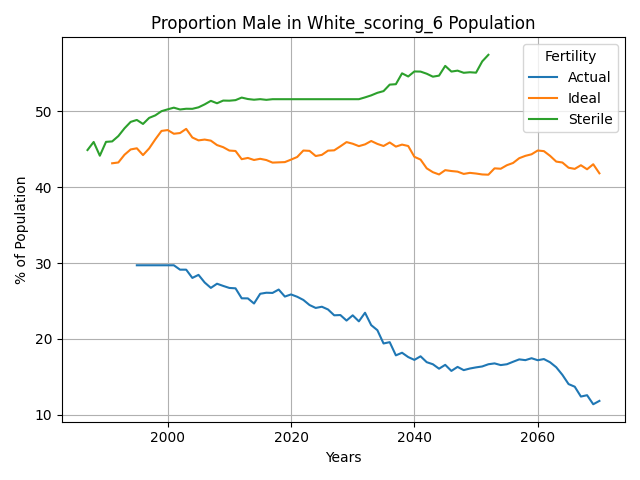 Proportion Male in White_scoring_6 Population
Fertility
Actual
Ideal
Sterile
% of Population
50
40
30
20
10
2000
2020
2040
2060
Years